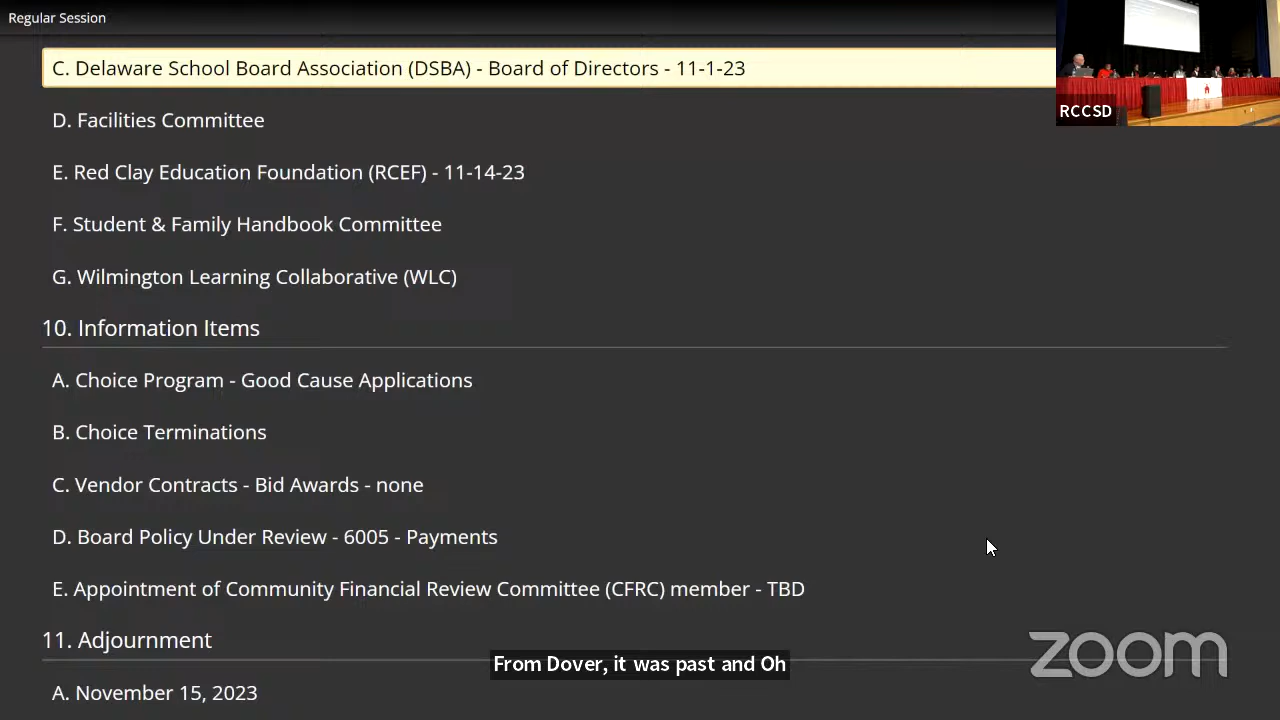 Regular Session
C. Delaware School Board Association (DSBA) - Board of Directors - 11-1-23
RCCSD
D. Facilities Committee
E. Red Clay Education Foundation (RCEF) - 11-14-23
F. Student & Family Handbook Committee
G. Wilmington Learning Collaborative (WLC)
10. Information Items
A. Choice Program - Good Cause Applications
B. Choice Terminations
C. Vendor Contracts - Bid Awards - none
D. Board Policy Under Review - 6005 - Payments
E. Appointment of Community Financial Review Committee (CFRC) member - TBD
11. Adjournment
From Dover, it was past and Oh
zoom
A. November 15, 2023